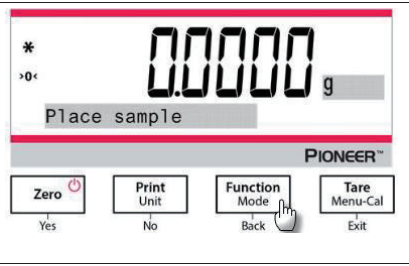 *
>0< 0.0000 g
Place sample
PIONEER™
Zero Print Function Tare
Unit Mode Menu-Cal
Yes No Back Exit